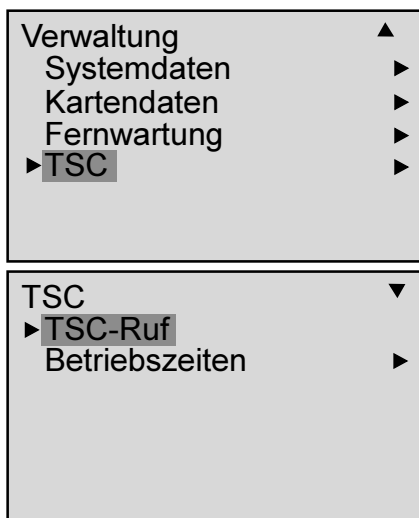 Verwaltung
Systemdaten
Kartendaten
Fernwartung
TSC
TSC
TSC-Ruf
Betriebszeiten